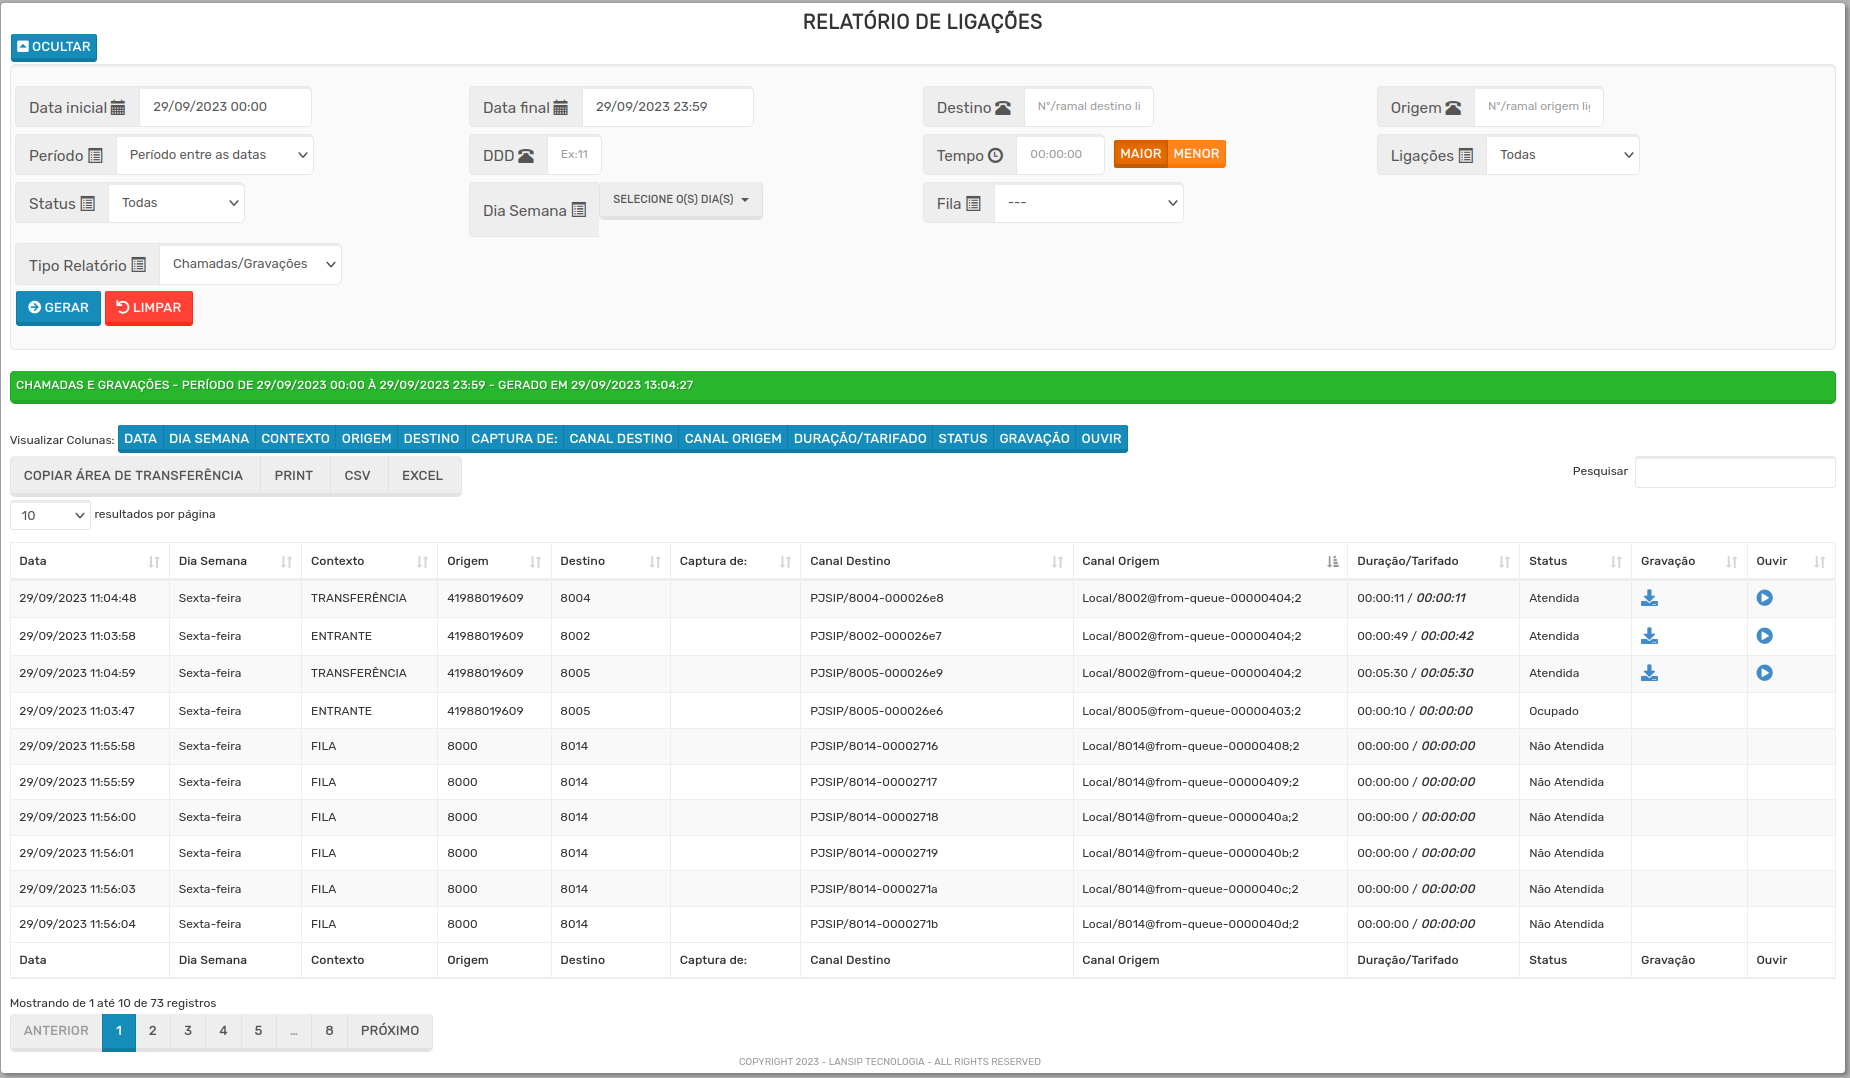 RELATÓRIO DE LIGAÇÕES
OCULTAR
Data inicial 29/09/2023 00:00 Data final 29/09/2023 23:59 Destino N°/ramal destino li Origem N°/ramal origem li
Período Período entre as datas DDD Ex:11 Tempo 00:00:00 MAIOR MENOR Ligações Todas
Status Todas Dia Semana SELECIONE O(S) DIA(S) Fila ---
Tipo Relatório Chamadas/Gravações
GERAR LIMPAR
CHAMADAS E GRAVAÇÕES - PERÍODO DE 29/09/2023 00:00 À 29/09/2023 23:59 - GERADO EM 29/09/2023 13:04:27
Visualizar Colunas: DATA DIA SEMANA CONTEXTO ORIGEM DESTINO CAPTURA DE: CANAL DESTINO CANAL ORIGEM DURAÇÃO/TARIFADO STATUS GRAVAÇÃO OUVIR
COPIAR ÁREA DE TRANSFERÊNCIA PRINT CSV EXCEL Pesquisar
10 resultados por página
Data Dia Semana Contexto Origem Destino Captura de: Canal Destino Canal Origem Duração/Tarifado Status Gravação Ouvir
29/09/2023 11:04:48 Sexta-feira TRANSFERÊNCIA 41988019609 8004 PJSIP/8004-000026e8 Local/8002@from-queue-00000404;2 00:00:11 / 00:00:11 Atendida
29/09/2023 11:03:58 Sexta-feira ENTRANTE 41988019609 8002 PJSIP/8002-000026e7 Local/8002@from-queue-00000404;2 00:00:49 / 00:00:42 Atendida
29/09/2023 11:04:59 Sexta-feira TRANSFERÊNCIA 41988019609 8005 PJSIP/8005-000026e9 Local/8002@from-queue-00000404;2 00:05:30 / 00:05:30 Atendida
29/09/2023 11:03:47 Sexta-feira ENTRANTE 41988019609 8005 PJSIP/8005-000026e6 Local/8005@from-queue-00000403;2 00:00:10 / 00:00:00 Ocupado
29/09/2023 11:55:58 Sexta-feira FILA 8000 8014 PJSIP/8014-00002716 Local/8014@from-queue-00000408;2 00:00:00 / 00:00:00 Não Atendida
29/09/2023 11:55:59 Sexta-feira FILA 8000 8014 PJSIP/8014-00002717 Local/8014@from-queue-00000409;2 00:00:00 / 00:00:00 Não Atendida
29/09/2023 11:56:00 Sexta-feira FILA 8000 8014 PJSIP/8014-00002718 Local/8014@from-queue-0000040a;2 00:00:00 / 00:00:00 Não Atendida
29/09/2023 11:56:01 Sexta-feira FILA 8000 8014 PJSIP/8014-00002719 Local/8014@from-queue-0000040b;2 00:00:00 / 00:00:00 Não Atendida
29/09/2023 11:56:03 Sexta-feira FILA 8000 8014 PJSIP/8014-0000271a Local/8014@from-queue-0000040c;2 00:00:00 / 00:00:00 Não Atendida
29/09/2023 11:56:04 Sexta-feira FILA 8000 8014 PJSIP/8014-0000271b Local/8014@from-queue-0000040d;2 00:00:00 / 00:00:00 Não Atendida
Data Dia Semana Contexto Origem Destino Captura de: Canal Destino Canal Origem Duração/Tarifado Status Gravação Ouvir
Mostrando de 1 até 10 de 73 registros
ANTERIOR 1 2 3 4 5 … 8 PRÓXIMO
COPYRIGHT 2023 - LANSIP TECNOLOGIA - ALL RIGHTS RESERVED